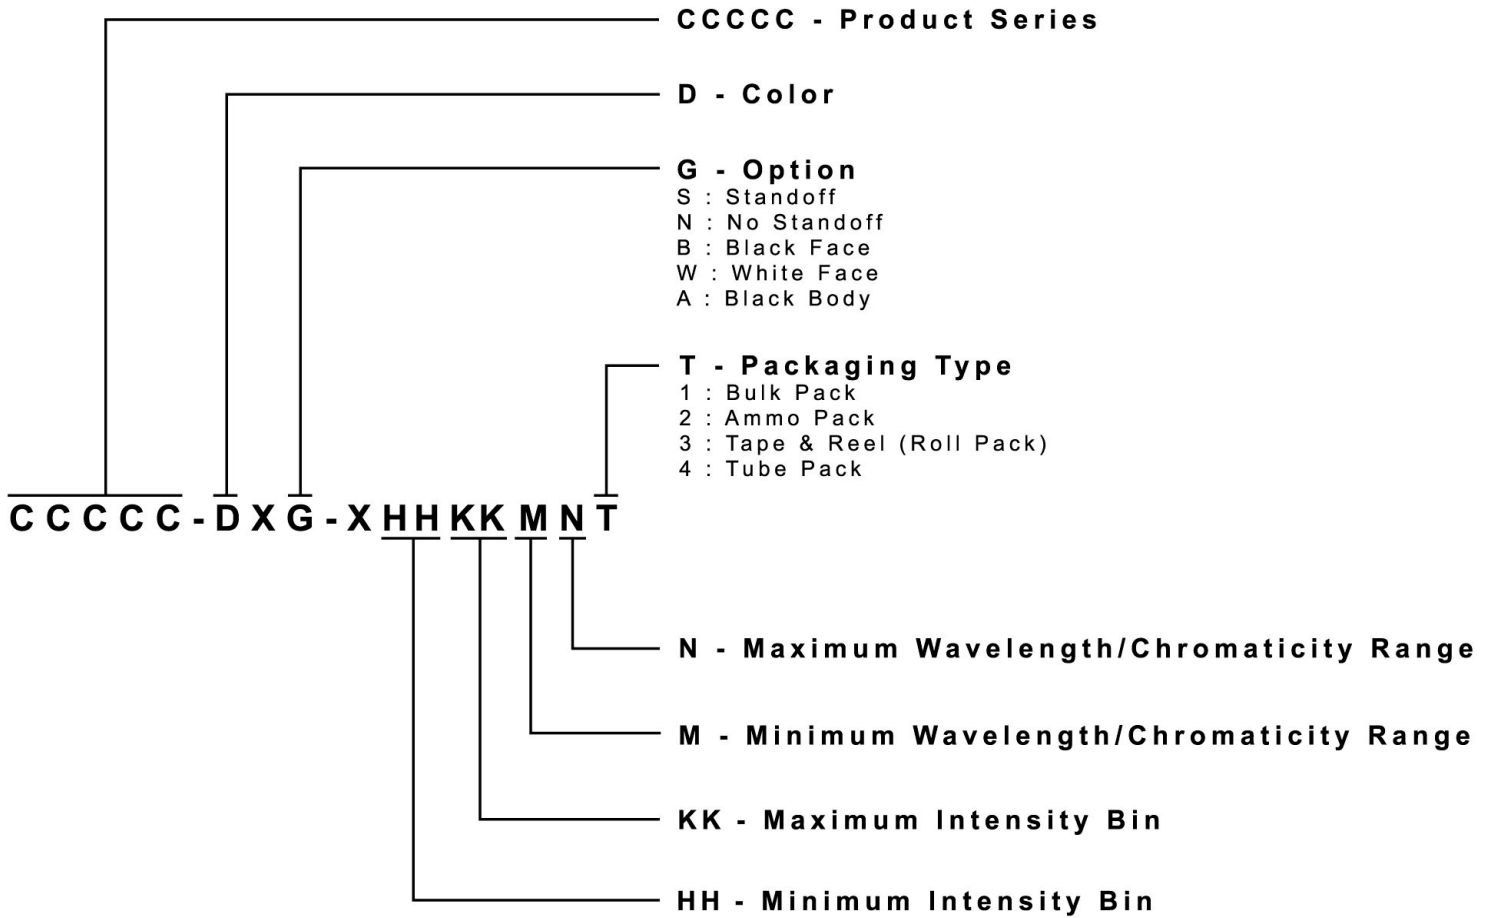 CCCCC - Product Series
D - Color
G - Option
S : Standoff
N : No Standoff
B : Black Face
W : White Face
A : Black Body
T - Packaging Type
1 : Bulk Pack
2 : Ammo Pack
3 : Tape & Reel (Roll Pack)
4 : Tube Pack
CCCCC-DXG-XHHKKMNT
N - Maximum Wavelength/Chromaticity Range
M - Minimum Wavelength/Chromaticity Range
KK - Maximum Intensity Bin
HH - Minimum Intensity Bin